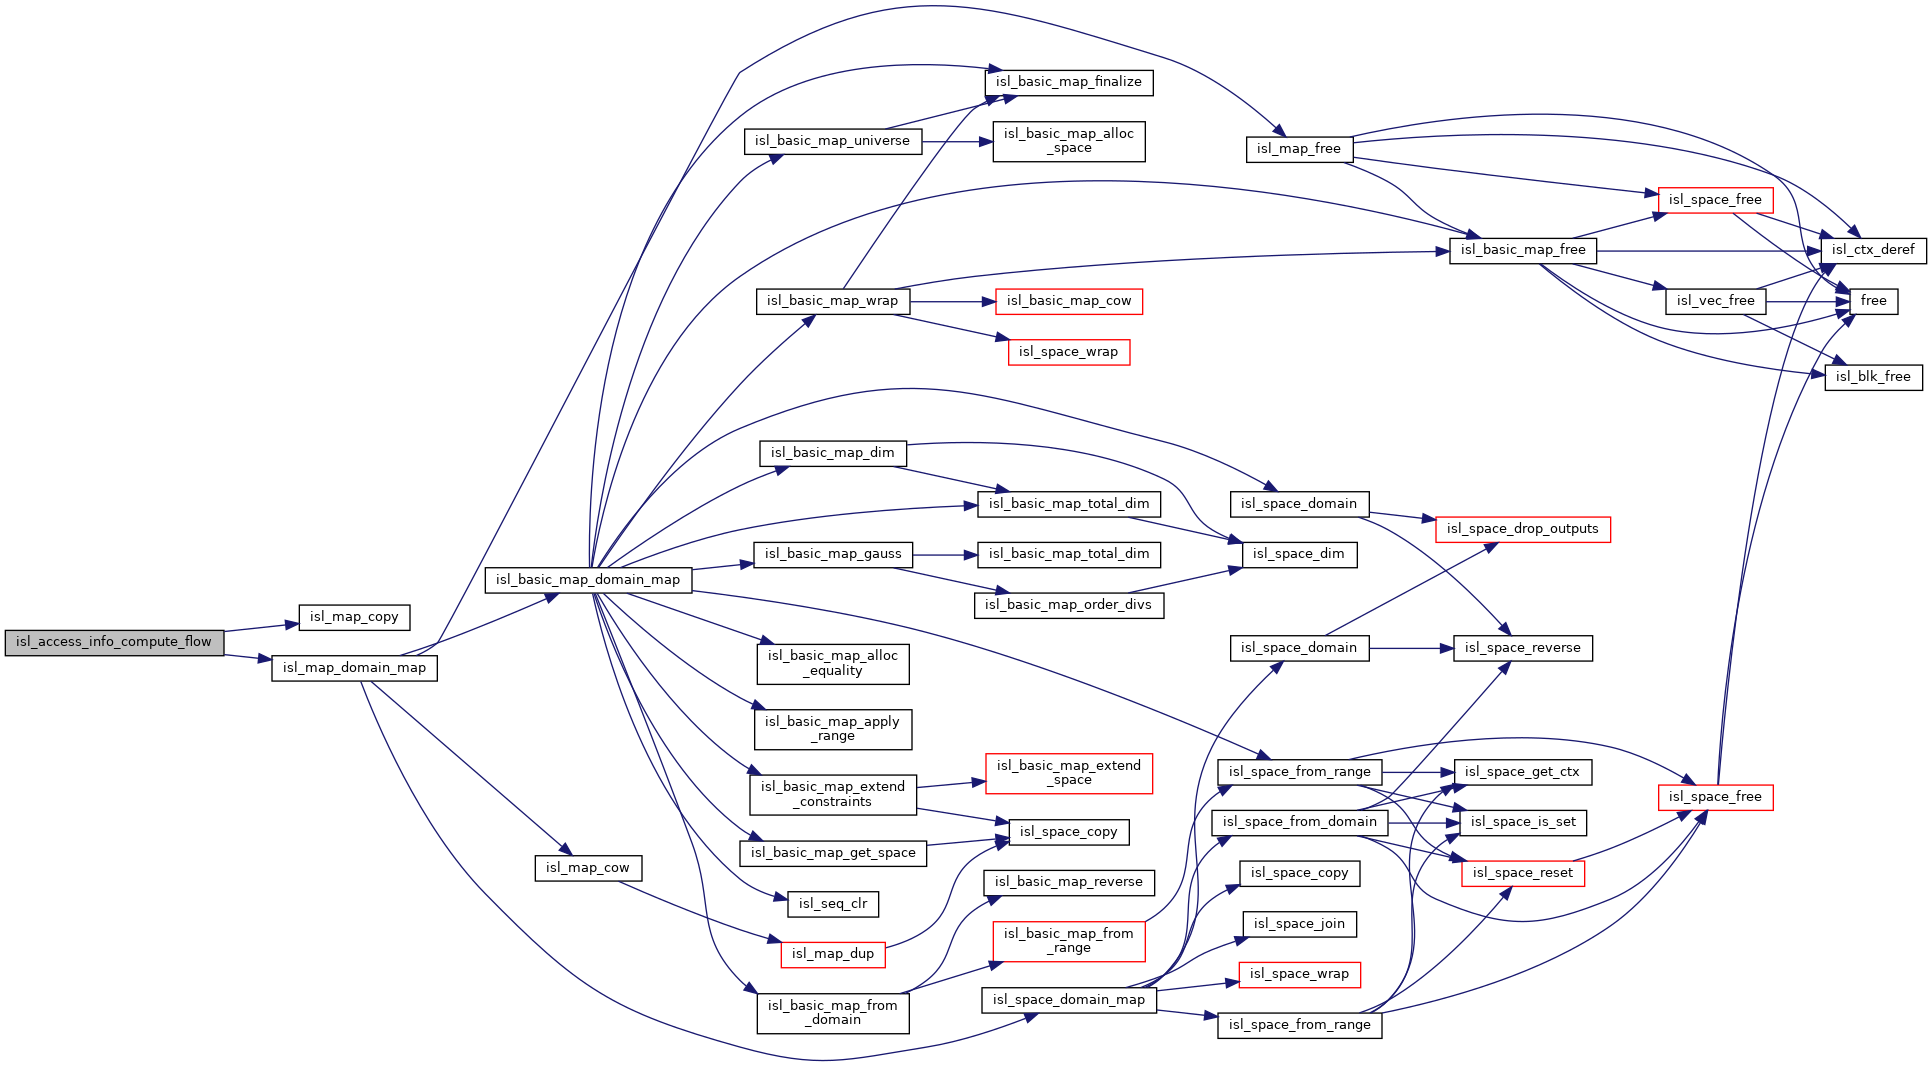 isl_basic_map_finalize
isl_basic_map_universe
isl_basic_map_alloc
_space
isl_map_free
isl_space_free
isl_basic_map_free
isl_ctx_deref
isl_basic_map_wrap
isl_basic_map_cow
isl_vec_free
free
isl_space_wrap
isl_blk_free
isl_basic_map_dim
isl_basic_map_total_dim
isl_space_domain
isl_space_drop_outputs
isl_basic_map_gauss
isl_basic_map_total_dim
isl_space_dim
isl_basic_map_domain_map
isl_basic_map_order_divs
isl_map_copy
isl_access_info_compute_flow
isl_map_domain_map
isl_basic_map_alloc
_equality
isl_space_domain
isl_space_reverse
isl_basic_map_apply
_range
isl_basic_map_extend
_space
isl_space_from_range
isl_space_get_ctx
isl_basic_map_extend
_constraints
isl_space_free
isl_space_copy
isl_space_from_domain
isl_space_is_set
isl_basic_map_get_space
isl_map_cow
isl_basic_map_reverse
isl_space_copy
isl_space_reset
isl_seq_clr
isl_space_join
isl_basic_map_from
_range
isl_map_dup
isl_space_wrap
isl_basic_map_from
_domain
isl_space_domain_map
isl_space_from_range